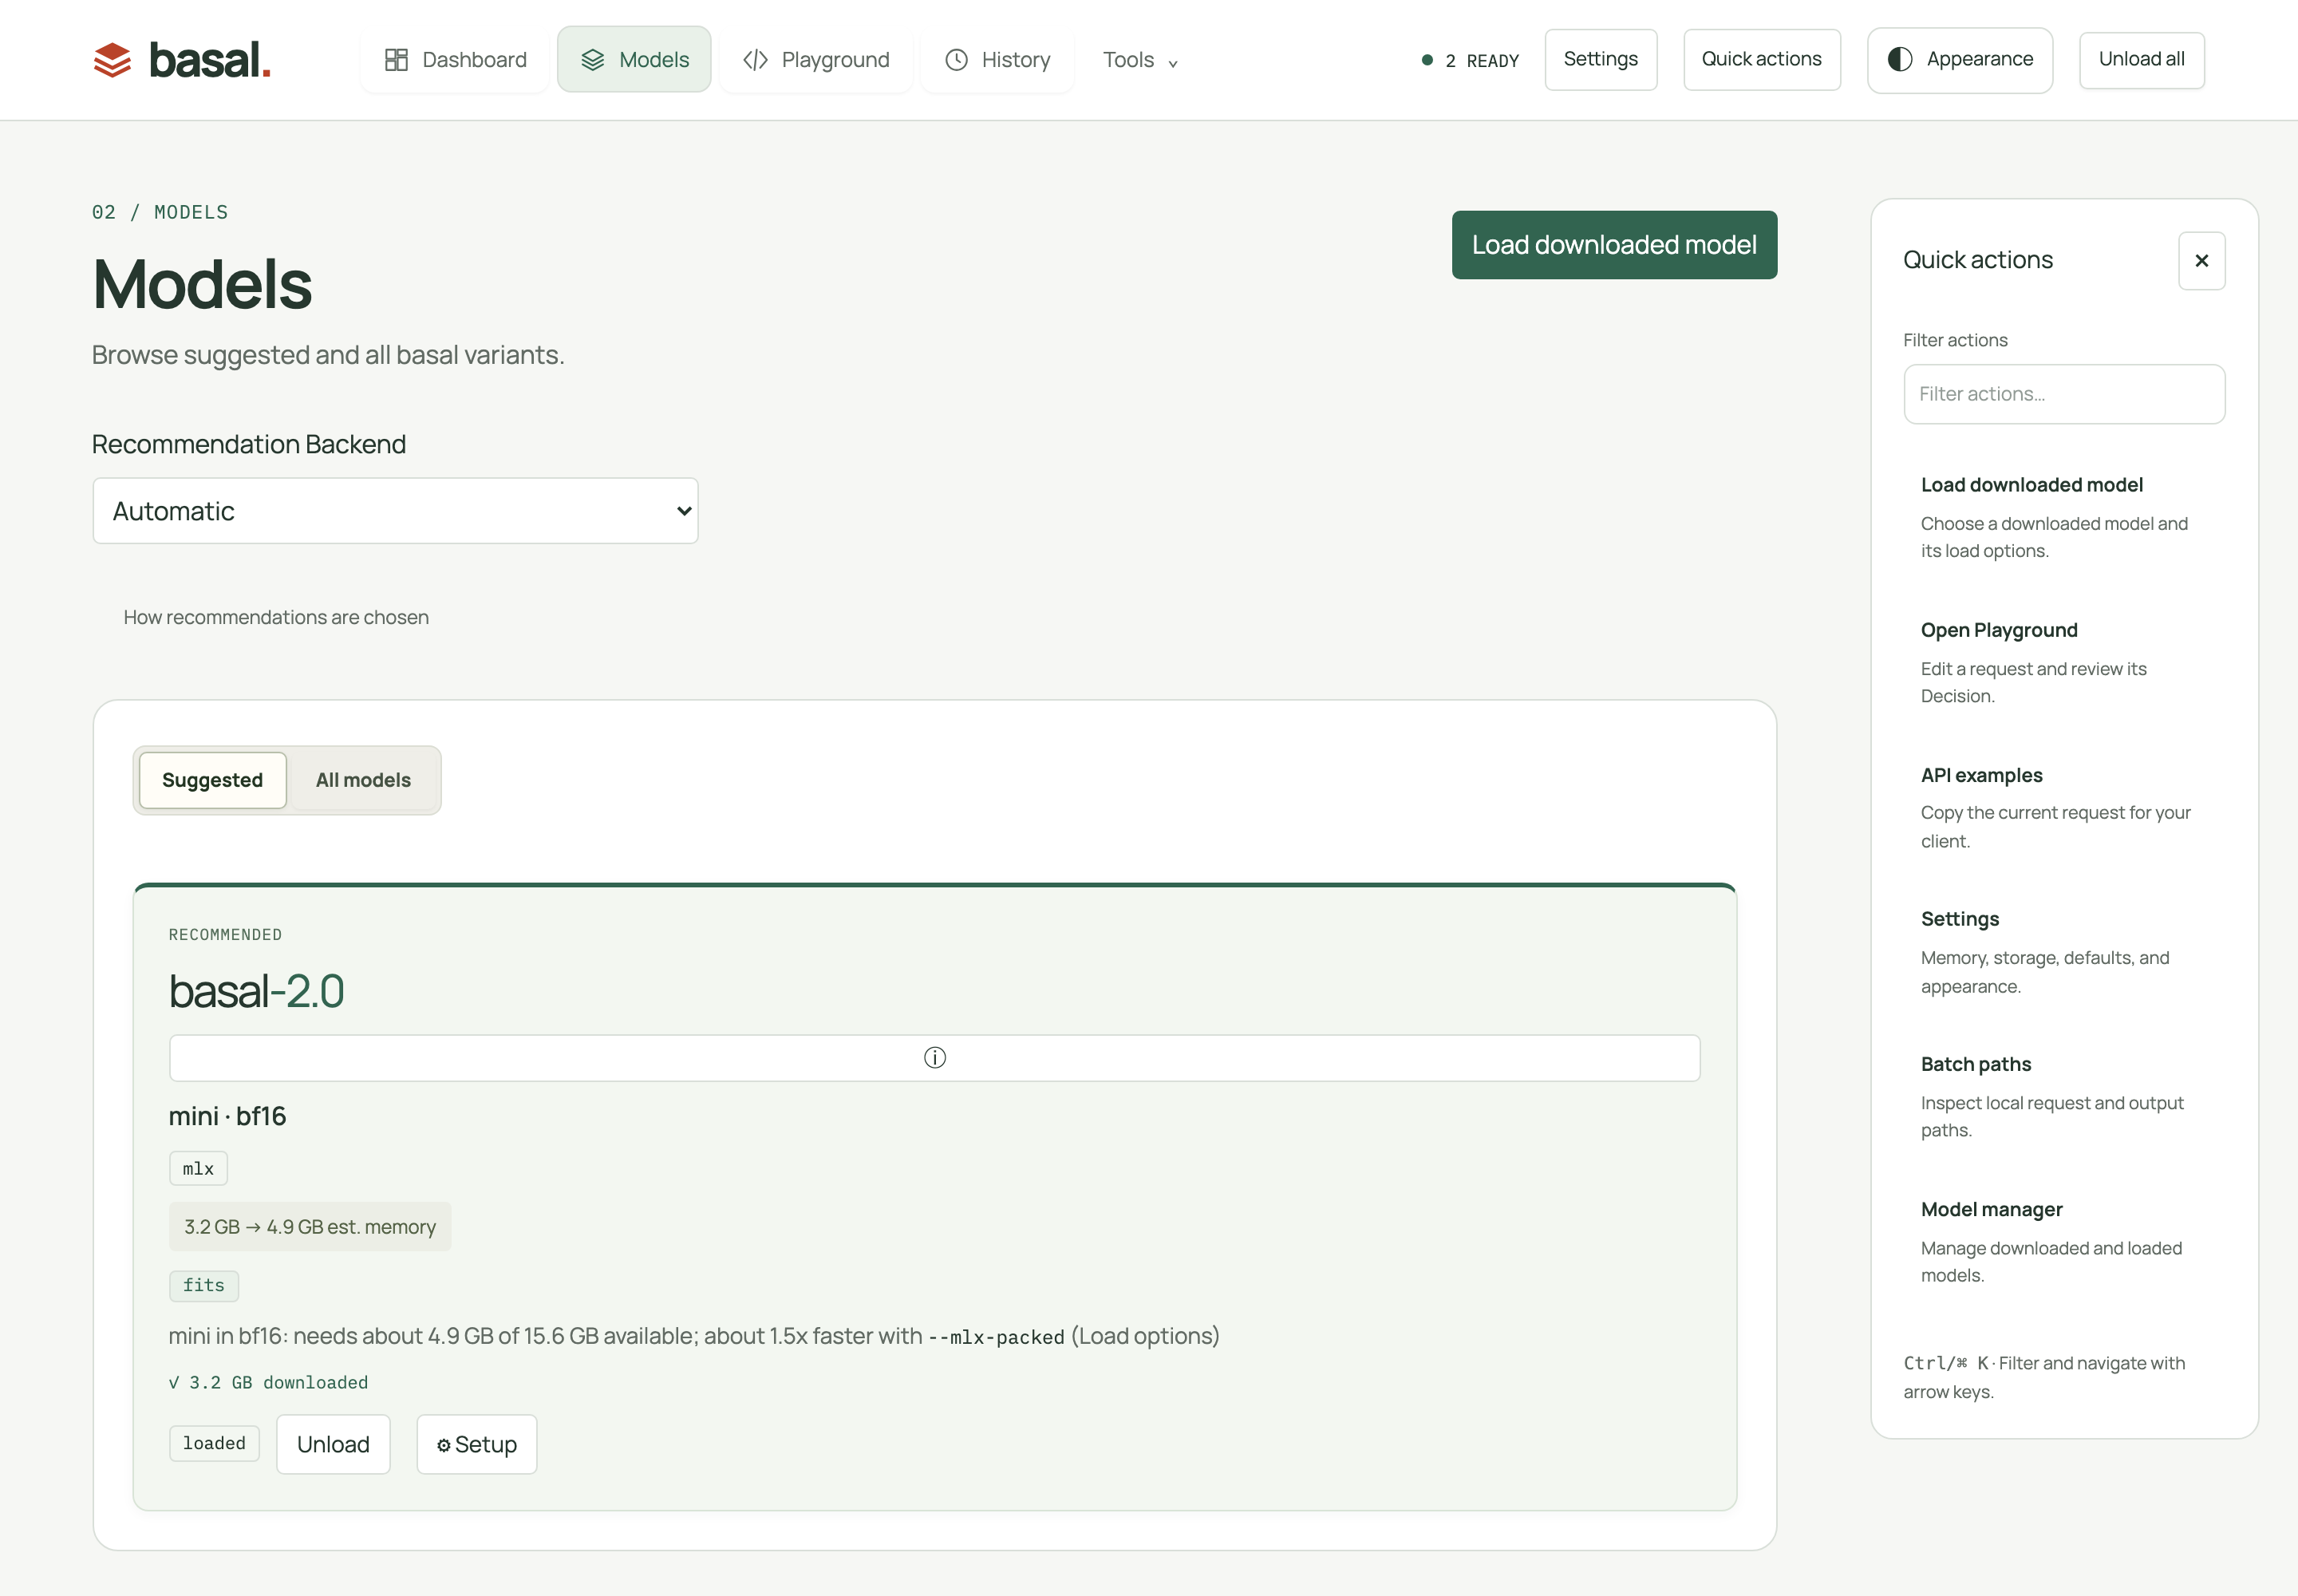 basal.
Dashboard
Models
Playground
History
Tools
2 READY
Settings
Quick actions
Appearance
Unload all
02 / MODELS
Models
Browse suggested and all basal variants.
Load downloaded model
Recommendation Backend
Automatic
How recommendations are chosen
Suggested
All models
RECOMMENDED
basal-2.0
ⓘ
mini · bf16
mlx
3.2 GB → 4.9 GB est. memory
fits
mini in bf16: needs about 4.9 GB of 15.6 GB available; about 1.5x faster with --mlx-packed (Load options)
✓ 3.2 GB downloaded
loaded
Unload
⚙ Setup
Quick actions
×
Filter actions
Filter actions…
Load downloaded model
Choose a downloaded model and
its load options.
Open Playground
Edit a request and review its
Decision.
API examples
Copy the current request for your
client.
Settings
Memory, storage, defaults, and
appearance.
Batch paths
Inspect local request and output
paths.
Model manager
Manage downloaded and loaded
models.
Ctrl/⌘ K · Filter and navigate with
arrow keys.